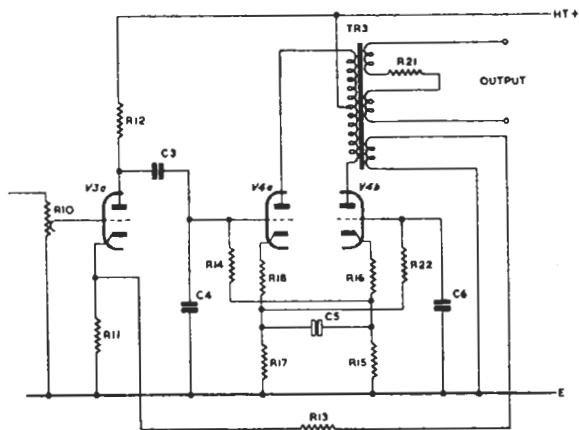 HT+
TR3
R21
OUTPUT
R12
C3
V3a
V4a
V4b
R10
R14
R18
R16
R22
C4
C5
C6
R11
R17
R15
E
R13